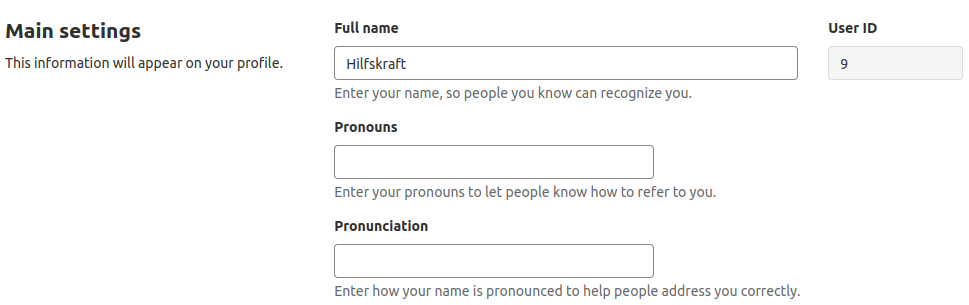 Main settings
This information will appear on your profile.
Full name
Hilfskraft
Enter your name, so people you know can recognize you.
User ID
9
Pronouns
Enter your pronouns to let people know how to refer to you.
Pronunciation
Enter how your name is pronounced to help people address you correctly.